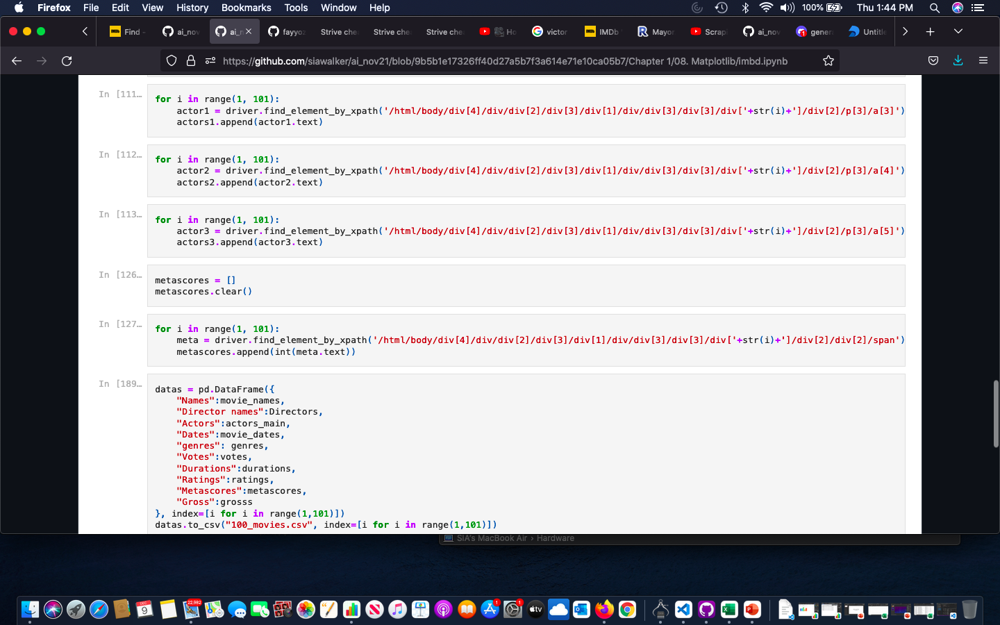 Firefox File Edit View History Bookmarks Tools Window Help 100% Thu 1:44 PM
Find - ai_nov ai_n fayyoz Strive che Strive che Strive che Ho victor IMDb Mayor Scrap ai_nov gener Untitle
https://github.com/siawalker/ai_nov21/blob/9b5b1e17326ff40d27a5b7f3a614e71e10ca05b7/Chapter 1/08. Matplotlib/imbd.ipynb
In [111…
for i in range(1, 101):
    actor1 = driver.find_element_by_xpath('/html/body/div[4]/div/div[2]/div[3]/div[1]/div/div[3]/div[3]/div['+str(i)+']/div[2]/p[3]/a[3]')
    actors1.append(actor1.text)
In [112…
for i in range(1, 101):
    actor2 = driver.find_element_by_xpath('/html/body/div[4]/div/div[2]/div[3]/div[1]/div/div[3]/div[3]/div['+str(i)+']/div[2]/p[3]/a[4]')
    actors2.append(actor2.text)
In [113…
for i in range(1, 101):
    actor3 = driver.find_element_by_xpath('/html/body/div[4]/div/div[2]/div[3]/div[1]/div/div[3]/div[3]/div['+str(i)+']/div[2]/p[3]/a[5]')
    actors3.append(actor3.text)
In [126…
metascores = []
metascores.clear()
In [127…
for i in range(1, 101):
    meta = driver.find_element_by_xpath('/html/body/div[4]/div/div[2]/div[3]/div[1]/div/div[3]/div[3]/div['+str(i)+']/div[2]/div[2]/span')
    metascores.append(int(meta.text))
In [189…
datas = pd.DataFrame({
    "Names":movie_names,
    "Director names":Directors,
    "Actors":actors_main,
    "Dates":movie_dates,
    "genres": genres,
    "Votes":votes,
    "Durations":durations,
    "Ratings":ratings,
    "Metascores":metascores,
    "Gross":grosss
}, index=[i for i in range(1,101)])
datas.to_csv("100_movies.csv", index=[i for i in range(1,101)])
SIA's MacBook Air › Hardware
DEC 9 22,982 1 1 tv